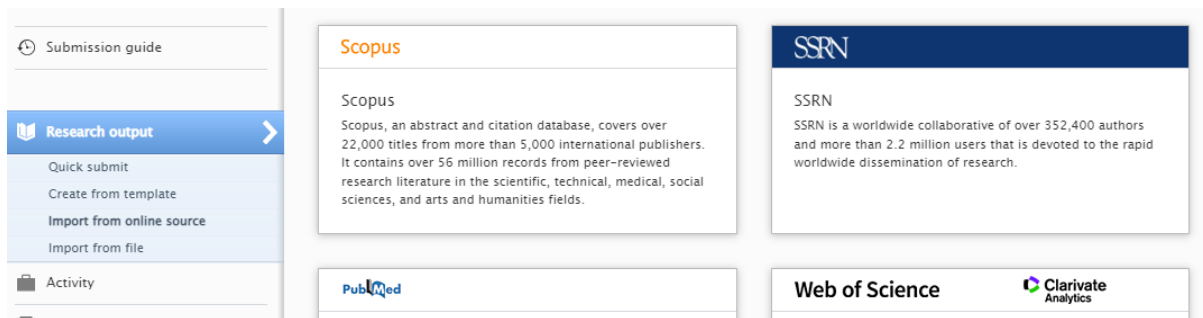 Submission guide
Research output
Quick submit
Create from template
Import from online source
Import from file
Activity
Scopus
Scopus
Scopus, an abstract and citation database, covers over
22,000 titles from more than 5,000 international publishers.
It contains over 56 million records from peer-reviewed
research literature in the scientific, technical, medical, social
sciences, and arts and humanities fields.
SSRN
SSRN
SSRN is a worldwide collaborative of over 352,400 authors
and more than 2.2 million users that is devoted to the rapid
worldwide dissemination of research.
PubMed
Web of Science
Clarivate
Analytics